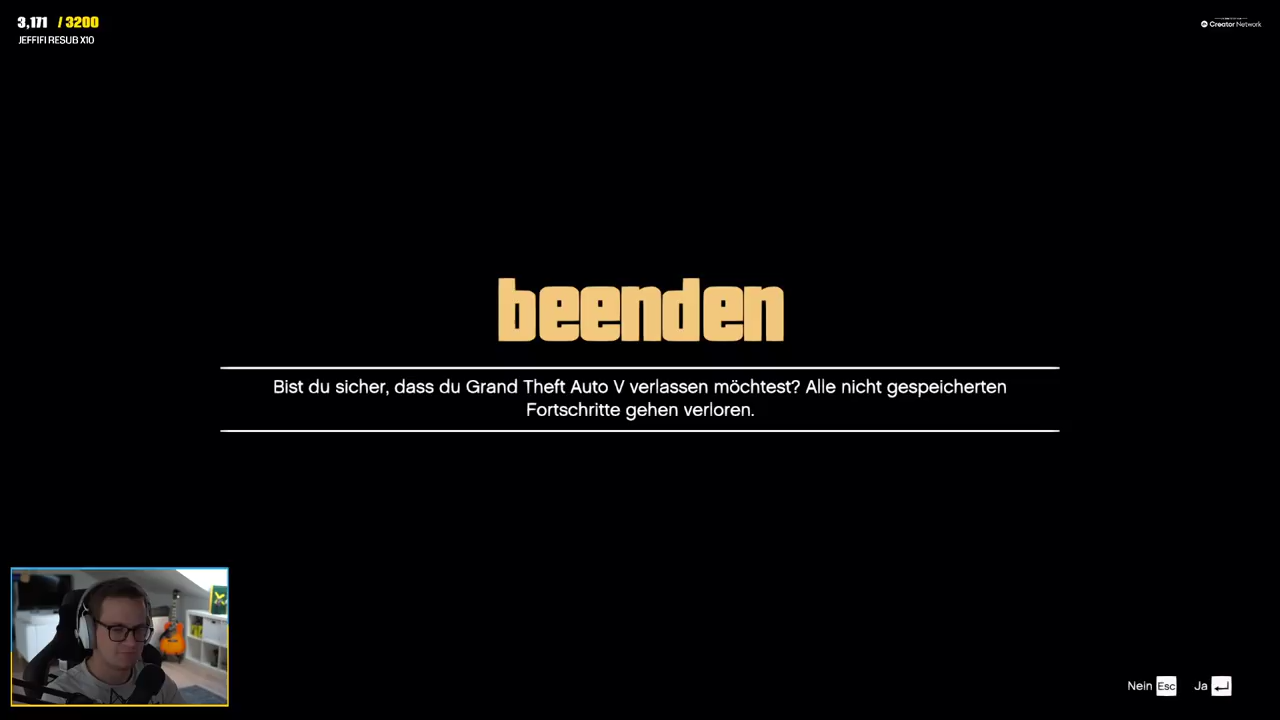 3,171 / 3200
JEFFIFI RESUB X10
Creator Network
beenden
Bist du sicher, dass du Grand Theft Auto V verlassen möchtest? Alle nicht gespeicherten
Fortschritte gehen verloren.
Nein Esc Ja